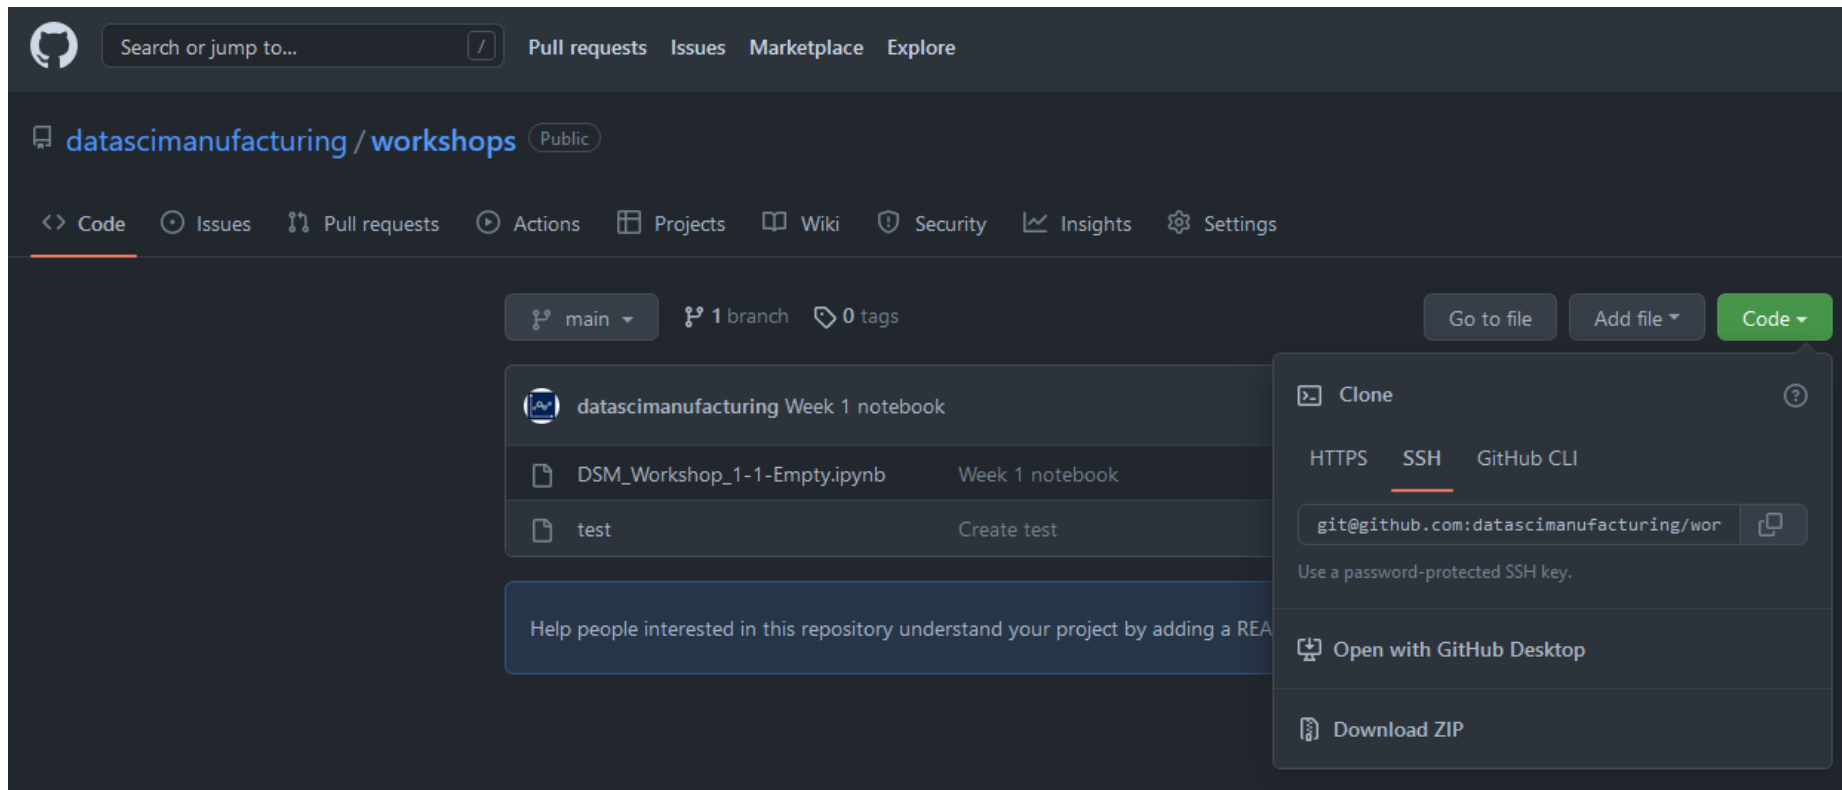 Search or jump to... /
Pull requests Issues Marketplace Explore
datascimanufacturing / workshops Public
Code Issues Pull requests Actions Projects Wiki Security Insights Settings
main 1 branch 0 tags Go to file Add file Code
datascimanufacturing Week 1 notebook
DSM_Workshop_1-1-Empty.ipynb Week 1 notebook
test Create test
Help people interested in this repository understand your project by adding a REA
Clone
HTTPS SSH GitHub CLI
git@github.com:datascimanufacturing/wor
Use a password-protected SSH key.
Open with GitHub Desktop
Download ZIP